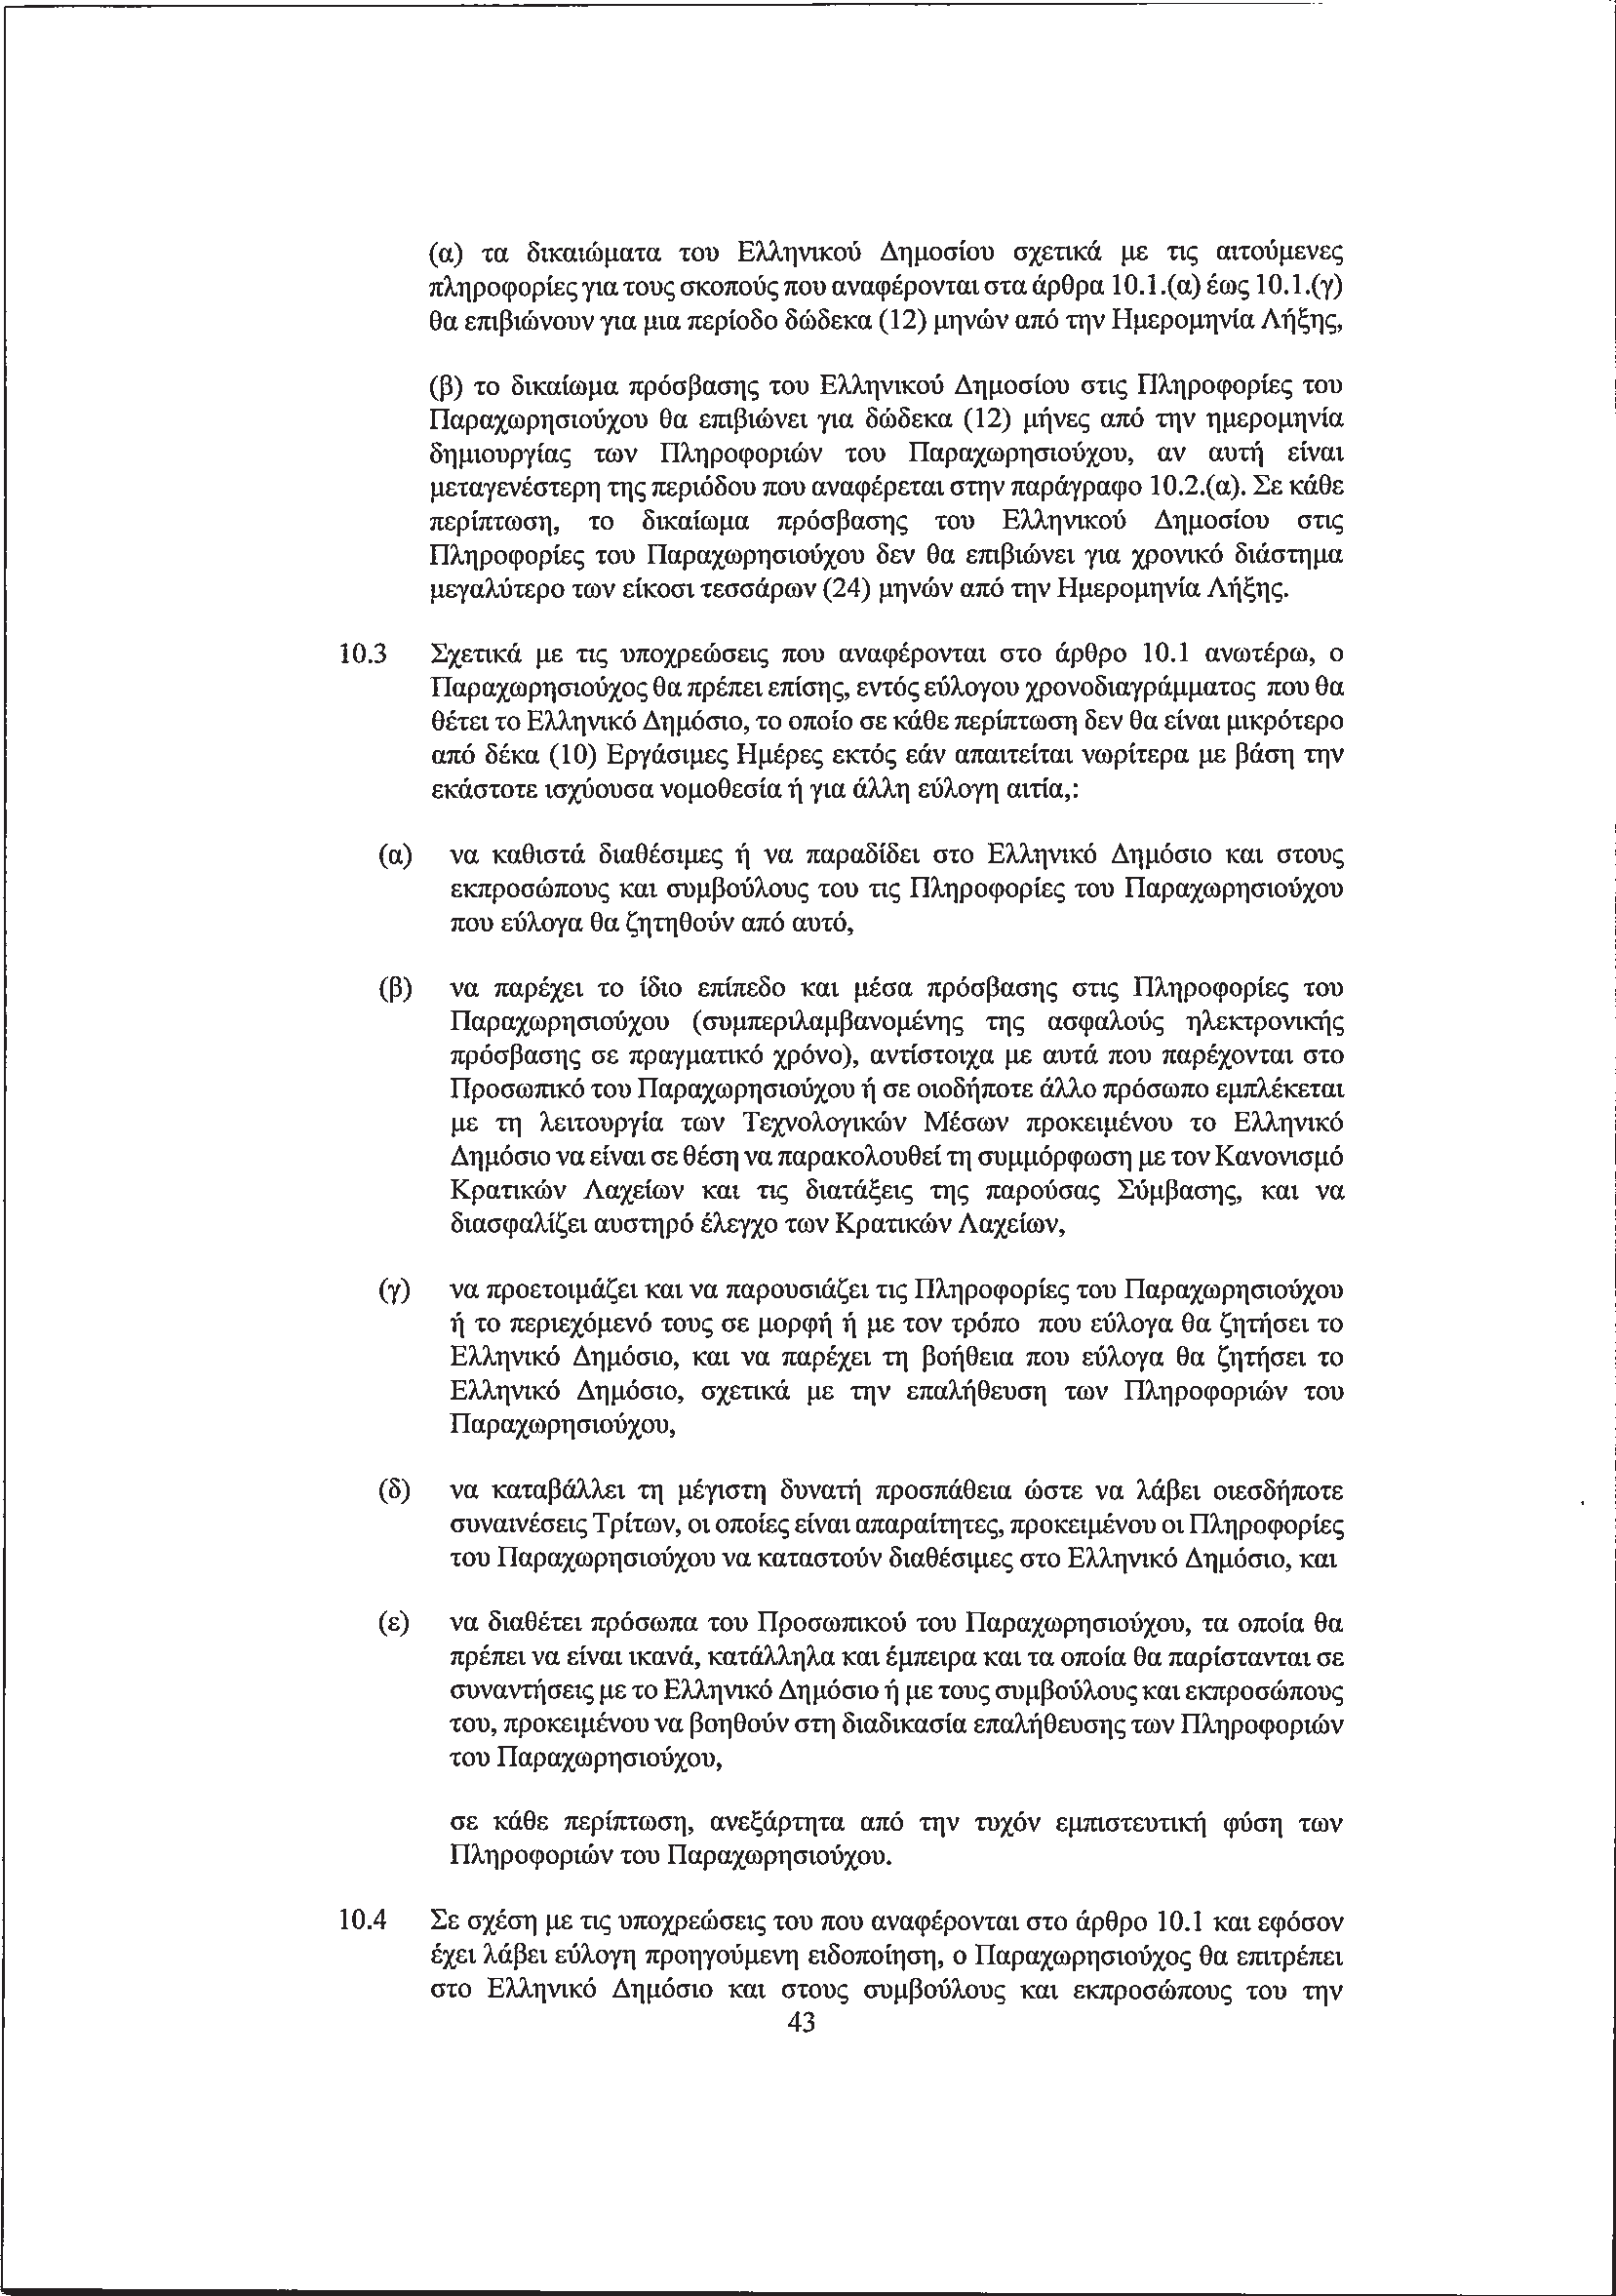 (α) τα δικαιώματα του Ελληνικού Δημοσίου σχετικά με τις αιτούμενες
πληροφορίες για τους σκοπούς που αναφέρονται στα άρθρα 10.1.(α) έως 10.1.(γ)
θα επιβιώνουν για μια περίοδο δώδεκα (12) μηνών από την Ημερομηνία Λήξης,
(β) το δικαίωμα πρόσβασης του Ελληνικού Δημοσίου στις Πληροφορίες του
Παραχωρησιούχου θα επιβιώνει για δώδεκα (12) μήνες από την ημερομηνία
δημιουργίας των Πληροφοριών του Παραχωρησιούχου, αν αυτή είναι
μεταγενέστερη της περιόδου που αναφέρεται στην παράγραφο 10.2.(α). Σε κάθε
περίπτωση, το δικαίωμα πρόσβασης του Ελληνικού Δημοσίου στις
Πληροφορίες του Παραχωρησιούχου δεν θα επιβιώνει για χρονικό διάστημα
μεγαλύτερο των είκοσι τεσσάρων (24) μηνών από την Ημερομηνία Λήξης.
10.3 Σχετικά με τις υποχρεώσεις που αναφέρονται στο άρθρο 10.1 ανωτέρω, ο
Παραχωρησιούχος θα πρέπει επίσης, εντός εύλογου χρονοδιαγράμματος που θα
θέτει το Ελληνικό Δημόσιο, το οποίο σε κάθε περίπτωση δεν θα είναι μικρότερο
από δέκα (10) Εργάσιμες Ημέρες εκτός εάν απαιτείται νωρίτερα με βάση την
εκάστοτε ισχύουσα νομοθεσία ή για άλλη εύλογη αιτία,:
(α) να καθιστά διαθέσιμες ή να παραδίδει στο Ελληνικό Δημόσιο και στους
εκπροσώπους και συμβούλους του τις Πληροφορίες του Παραχωρησιούχου
που εύλογα θα ζητηθούν από αυτό,
(β) να παρέχει το ίδιο επίπεδο και μέσα πρόσβασης στις Πληροφορίες του
Παραχωρησιούχου (συμπεριλαμβανομένης της ασφαλούς ηλεκτρονικής
πρόσβασης σε πραγματικό χρόνο), αντίστοιχα με αυτά που παρέχονται στο
Προσωπικό του Παραχωρησιούχου ή σε οιοδήποτε άλλο πρόσωπο εμπλέκεται
με τη λειτουργία των Τεχνολογικών Μέσων προκειμένου το Ελληνικό
Δημόσιο να είναι σε θέση να παρακολουθεί τη συμμόρφωση με τον Κανονισμό
Κρατικών Λαχείων και τις διατάξεις της παρούσας Σύμβασης, και να
διασφαλίζει αυστηρό έλεγχο των Κρατικών Λαχείων,
(γ) να προετοιμάζει και να παρουσιάζει τις Πληροφορίες του Παραχωρησιούχου
ή το περιεχόμενό τους σε μορφή ή με τον τρόπο που εύλογα θα ζητήσει το
Ελληνικό Δημόσιο, και να παρέχει τη βοήθεια που εύλογα θα ζητήσει το
Ελληνικό Δημόσιο, σχετικά με την επαλήθευση των Πληροφοριών του
Παραχωρησιούχου,
(δ) να καταβάλλει τη μέγιστη δυνατή προσπάθεια ώστε να λάβει οιεσδήποτε
συναινέσεις Τρίτων, οι οποίες είναι απαραίτητες, προκειμένου οι Πληροφορίες
του Παραχωρησιούχου να καταστούν διαθέσιμες στο Ελληνικό Δημόσιο, και
(ε) να διαθέτει πρόσωπα του Προσωπικού του Παραχωρησιούχου, τα οποία θα
πρέπει να είναι ικανά, κατάλληλα και έμπειρα και τα οποία θα παρίστανται σε
συναντήσεις με το Ελληνικό Δημόσιο ή με τους συμβούλους και εκπροσώπους
του, προκειμένου να βοηθούν στη διαδικασία επαλήθευσης των Πληροφοριών
του Παραχωρησιούχου,
σε κάθε περίπτωση, ανεξάρτητα από την τυχόν εμπιστευτική φύση των
Πληροφοριών του Παραχωρησιούχου.
10.4 Σε σχέση με τις υποχρεώσεις του που αναφέρονται στο άρθρο 10.1 και εφόσον
έχει λάβει εύλογη προηγούμενη ειδοποίηση, ο Παραχωρησιούχος θα επιτρέπει
στο Ελληνικό Δημόσιο και στους συμβούλους και εκπροσώπους του την
43